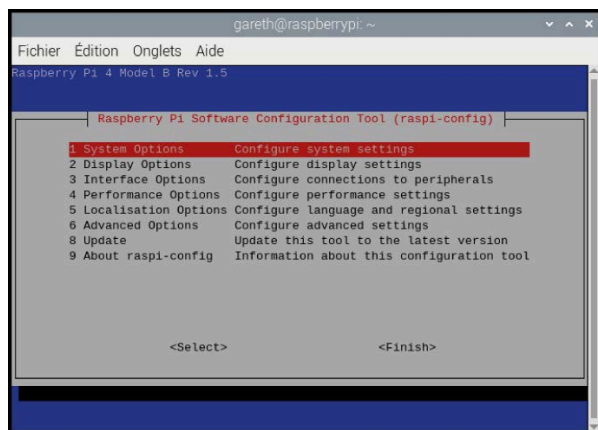 gareth@raspberrypi: ~
Fichier Édition Onglets Aide
Raspberry Pi 4 Model B Rev 1.5
Raspberry Pi Software Configuration Tool (raspi-config)
1 System Options Configure system settings
2 Display Options Configure display settings
3 Interface Options Configure connections to peripherals
4 Performance Options Configure performance settings
5 Localisation Options Configure language and regional settings
6 Advanced Options Configure advanced settings
8 Update Update this tool to the latest version
9 About raspi-config Information about this configuration tool
<Select> <Finish>